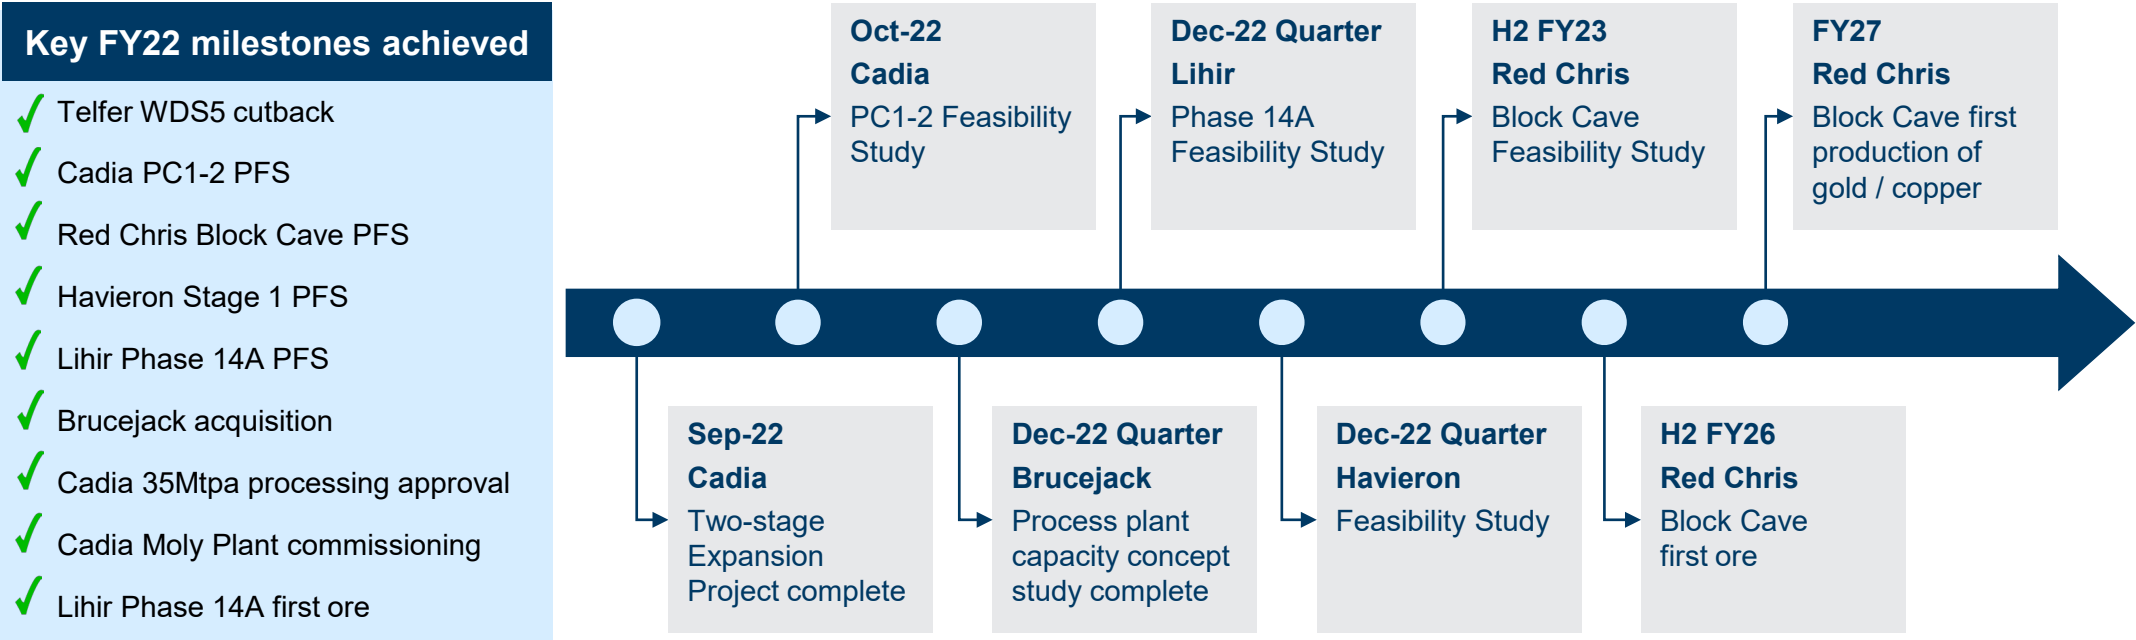 Key FY22 milestones achieved
Telfer WDS5 cutback
Cadia PC1-2 PFS
Red Chris Block Cave PFS
Havieron Stage 1 PFS
Lihir Phase 14A PFS
Brucejack acquisition
Cadia 35Mtpa processing approval
Cadia Moly Plant commissioning
Lihir Phase 14A first ore
Oct-22
Cadia
PC1-2 Feasibility
Study
Dec-22 Quarter
Lihir
Phase 14A
Feasibility Study
H2 FY23
Red Chris
Block Cave
Feasibility Study
FY27
Red Chris
Block Cave first
production of
gold / copper
Sep-22
Cadia
Two-stage
Expansion
Project complete
Dec-22 Quarter
Brucejack
Process plant
capacity concept
study complete
Dec-22 Quarter
Havieron
Feasibility Study
H2 FY26
Red Chris
Block Cave
first ore